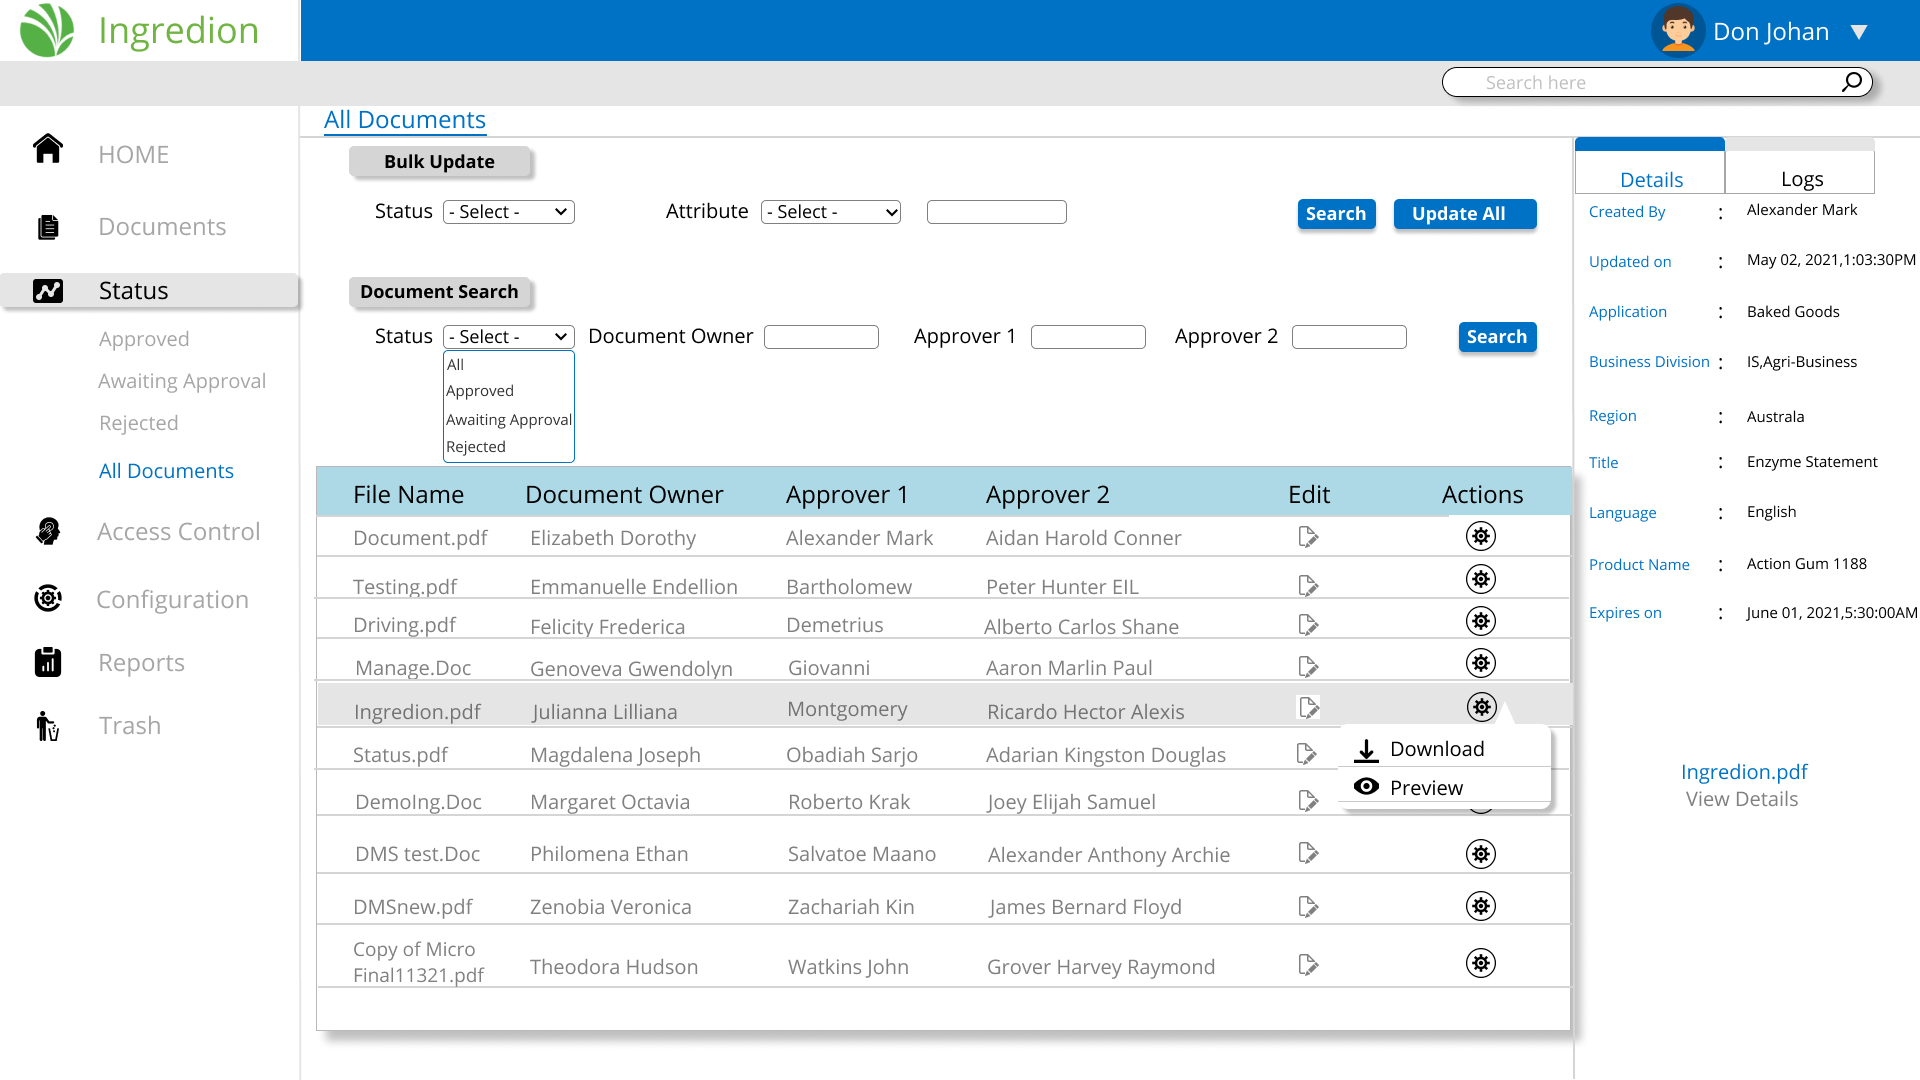 Ingredion
Don Johan
Search here
All Documents
HOME
Documents
Status
Approved
Awaiting Approval
Rejected
All Documents
Access Control
Configuration
Reports
Trash
Bulk Update
Status - Select - Attribute - Select - Search Update All
Document Search
Status - Select - Document Owner Approver 1 Approver 2 Search
All
Approved
Awaiting Approval
Rejected
File Name Document Owner Approver 1 Approver 2 Edit Actions
Document.pdf Elizabeth Dorothy Alexander Mark Aidan Harold Conner
Testing.pdf Emmanuelle Endellion Bartholomew Peter Hunter EIL
Driving.pdf Felicity Frederica Demetrius Alberto Carlos Shane
Manage.Doc Genoveva Gwendolyn Giovanni Aaron Marlin Paul
Ingredion.pdf Julianna Lilliana Montgomery Ricardo Hector Alexis
Status.pdf Magdalena Joseph Obadiah Sarjo Adarian Kingston Douglas
DemoIng.Doc Margaret Octavia Roberto Krak Joey Elijah Samuel
DMS test.Doc Philomena Ethan Salvatoe Maano Alexander Anthony Archie
DMSnew.pdf Zenobia Veronica Zachariah Kin James Bernard Floyd
Copy of Micro
Final11321.pdf Theodora Hudson Watkins John Grover Harvey Raymond
Download
Preview
Details Logs
Created By : Alexander Mark
Updated on : May 02, 2021,1:03:30PM
Application : Baked Goods
Business Division : IS,Agri-Business
Region : Australa
Title : Enzyme Statement
Language : English
Product Name : Action Gum 1188
Expires on : June 01, 2021,5:30:00AM
Ingredion.pdf
View Details